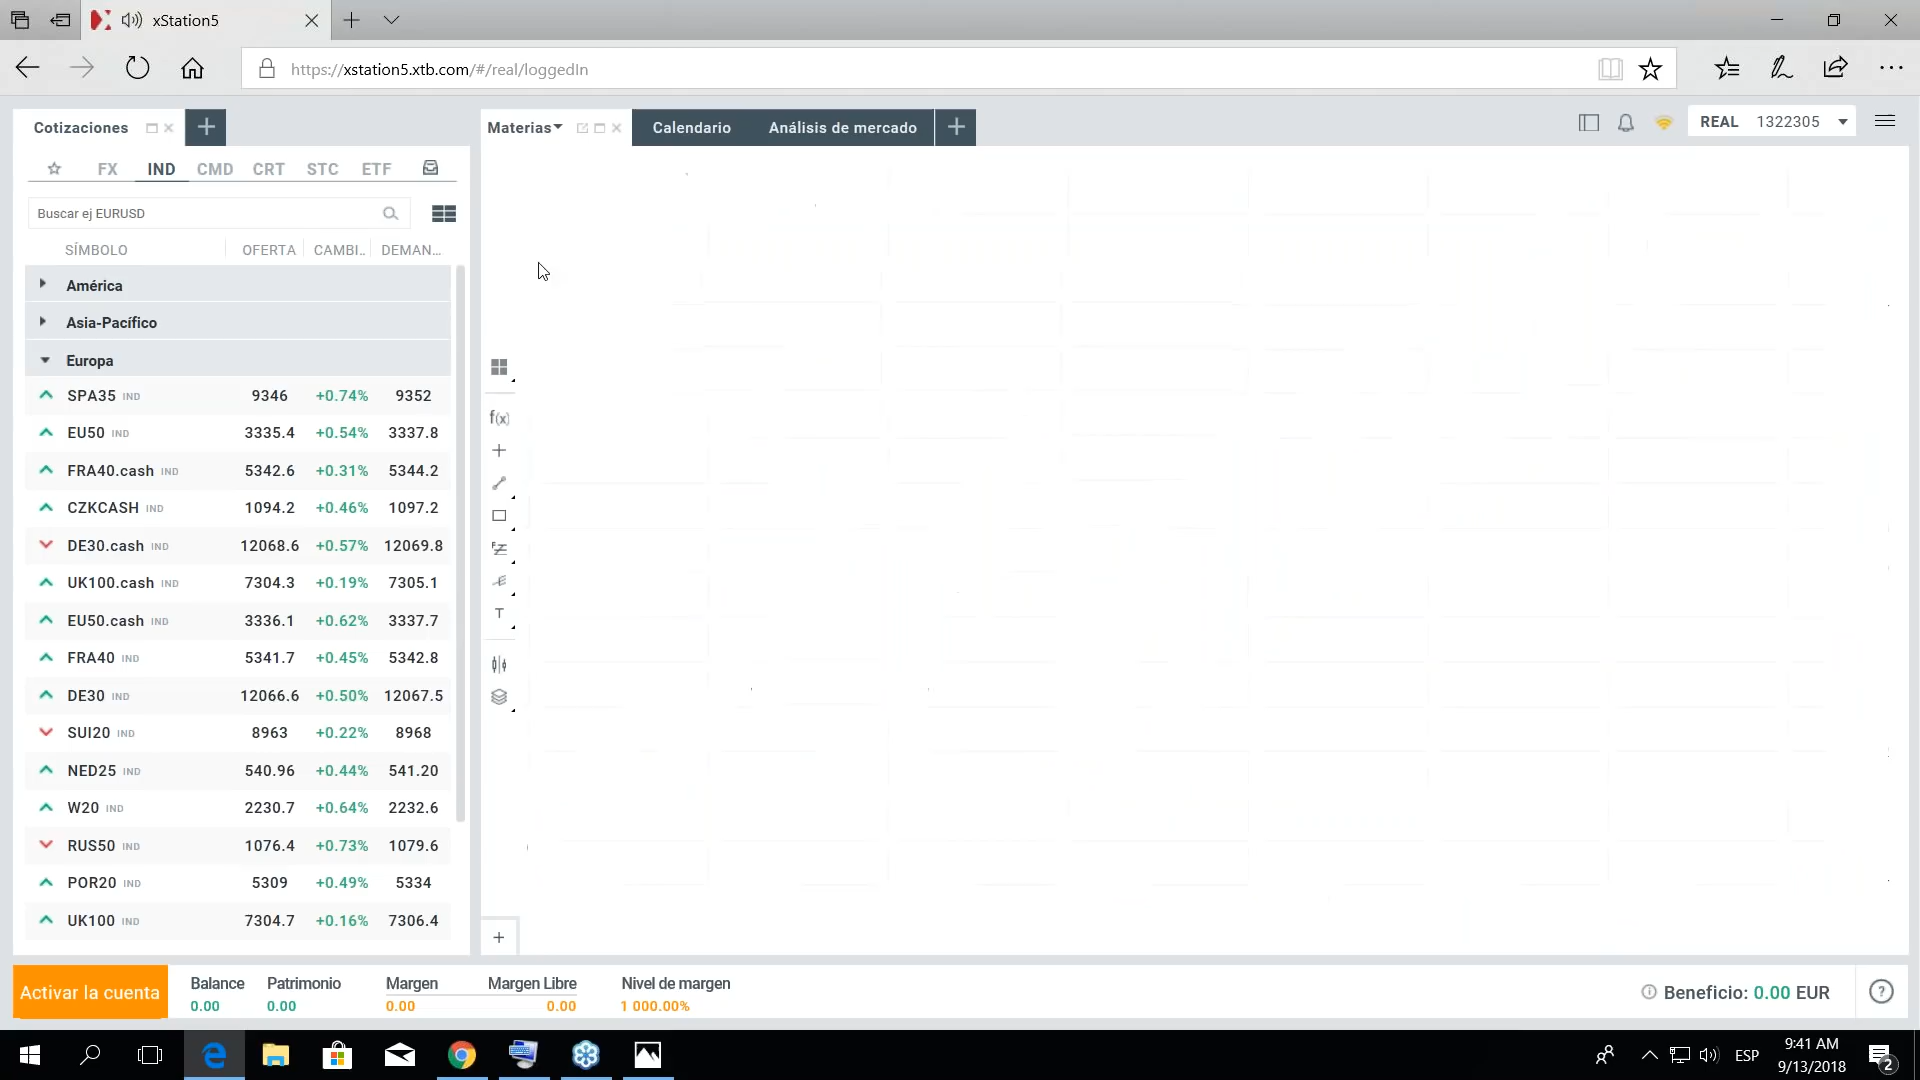 xStation5
https://xstation5.xtb.com/#/real/loggedIn
Cotizaciones
Materias
Calendario
Análisis de mercado
REAL 1322305
FX IND CMD CRT STC ETF
Buscar ej EURUSD
SÍMBOLO OFERTA CAMBI... DEMAN...
América
Asia-Pacífico
Europa
SPA35 IND 9346 +0.74% 9352
EU50 IND 3335.4 +0.54% 3337.8
FRA40.cash IND 5342.6 +0.31% 5344.2
CZKCASH IND 1094.2 +0.46% 1097.2
DE30.cash IND 12068.6 +0.57% 12069.8
UK100.cash IND 7304.3 +0.19% 7305.1
EU50.cash IND 3336.1 +0.62% 3337.7
FRA40 IND 5341.7 +0.45% 5342.8
DE30 IND 12066.6 +0.50% 12067.5
SUI20 IND 8963 +0.22% 8968
NED25 IND 540.96 +0.44% 541.20
W20 IND 2230.7 +0.64% 2232.6
RUS50 IND 1076.4 +0.73% 1079.6
POR20 IND 5309 +0.49% 5334
UK100 IND 7304.7 +0.16% 7306.4
f(x)
T
Activar la cuenta
Balance Patrimonio Margen Margen Libre Nivel de margen
0.00 0.00 0.00 0.00 1 000.00%
Beneficio: 0.00 EUR
?
ESP
9:41 AM
9/13/2018
2